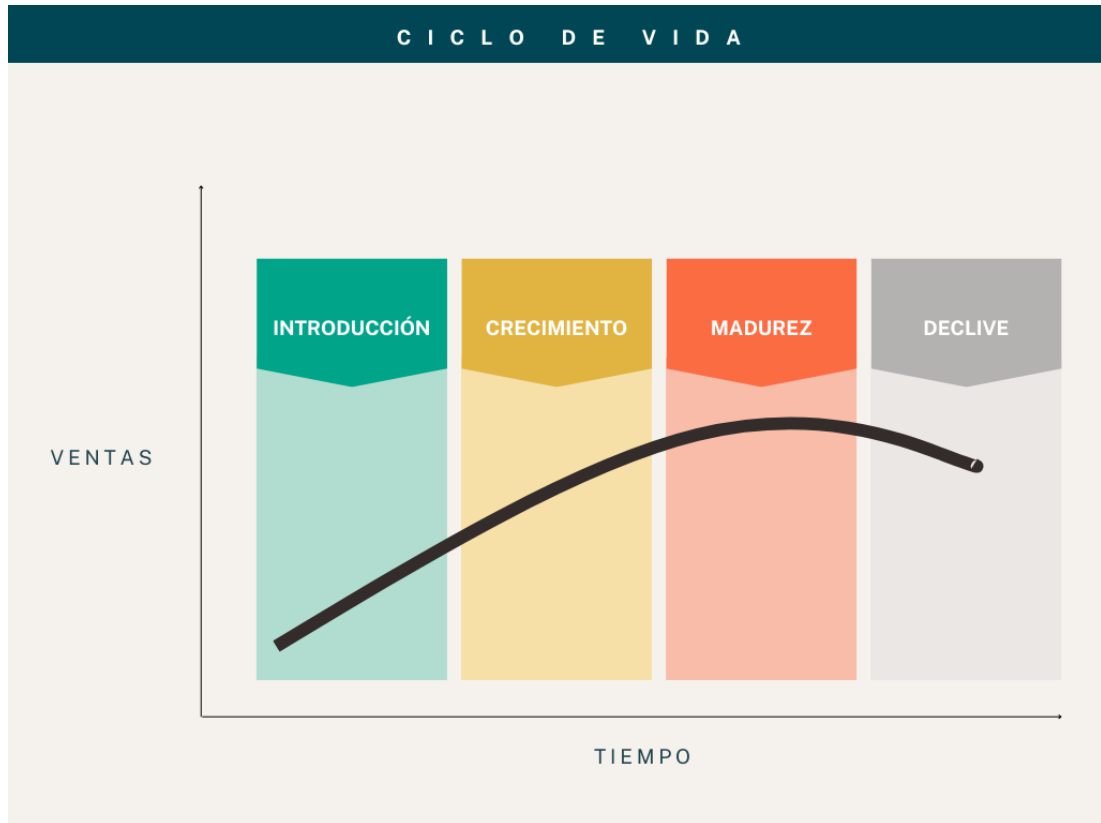 CICLO DE VIDA
INTRODUCCIÓN
CRECIMIENTO
MADUREZ
DECLIVE
VENTAS
TIEMPO